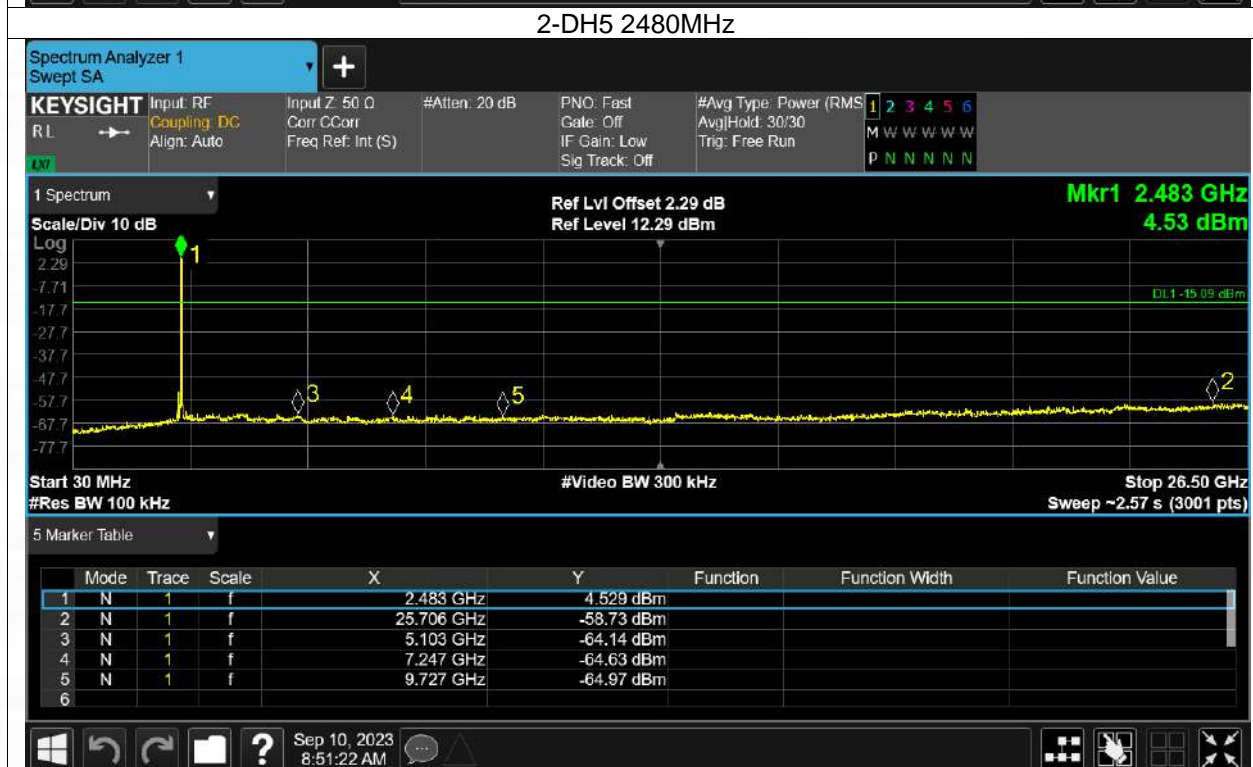 2-DH5 2480MHz
Spectrum Analyzer 1
Swept SA
+
KEYSIGHT Input: RF Input Z: 50 Ω #Atten: 20 dB PNO: Fast #Avg Type: Power (RMS 1 2 3 4 5 6
RL Coupling: DC Corr CCorr Gate: Off Avg|Hold: 30/30 M W W W W W
Align: Auto Freq Ref: Int (S) IF Gain: Low Trig: Free Run
LXI Sig Track: Off P N N N N N
1 Spectrum Ref Lvl Offset 2.29 dB Mkr1 2.483 GHz
Scale/Div 10 dB Ref Level 12.29 dBm 4.53 dBm
Log
1
2.29
-7.71
DL1 -15.09 dBm
-17.7
-27.7
-37.7
-47.7
2
3 4 5
-57.7
-67.7
-77.7
Start 30 MHz #Video BW 300 kHz Stop 26.50 GHz
#Res BW 100 kHz Sweep ~2.57 s (3001 pts)
5 Marker Table
Mode Trace Scale X Y Function Function Width Function Value
1 N 1 f 2.483 GHz 4.529 dBm
2 N 1 f 25.706 GHz -58.73 dBm
3 N 1 f 5.103 GHz -64.14 dBm
4 N 1 f 7.247 GHz -64.63 dBm
5 N 1 f 9.727 GHz -64.97 dBm
6
? Sep 10, 2023
8:51:22 AM